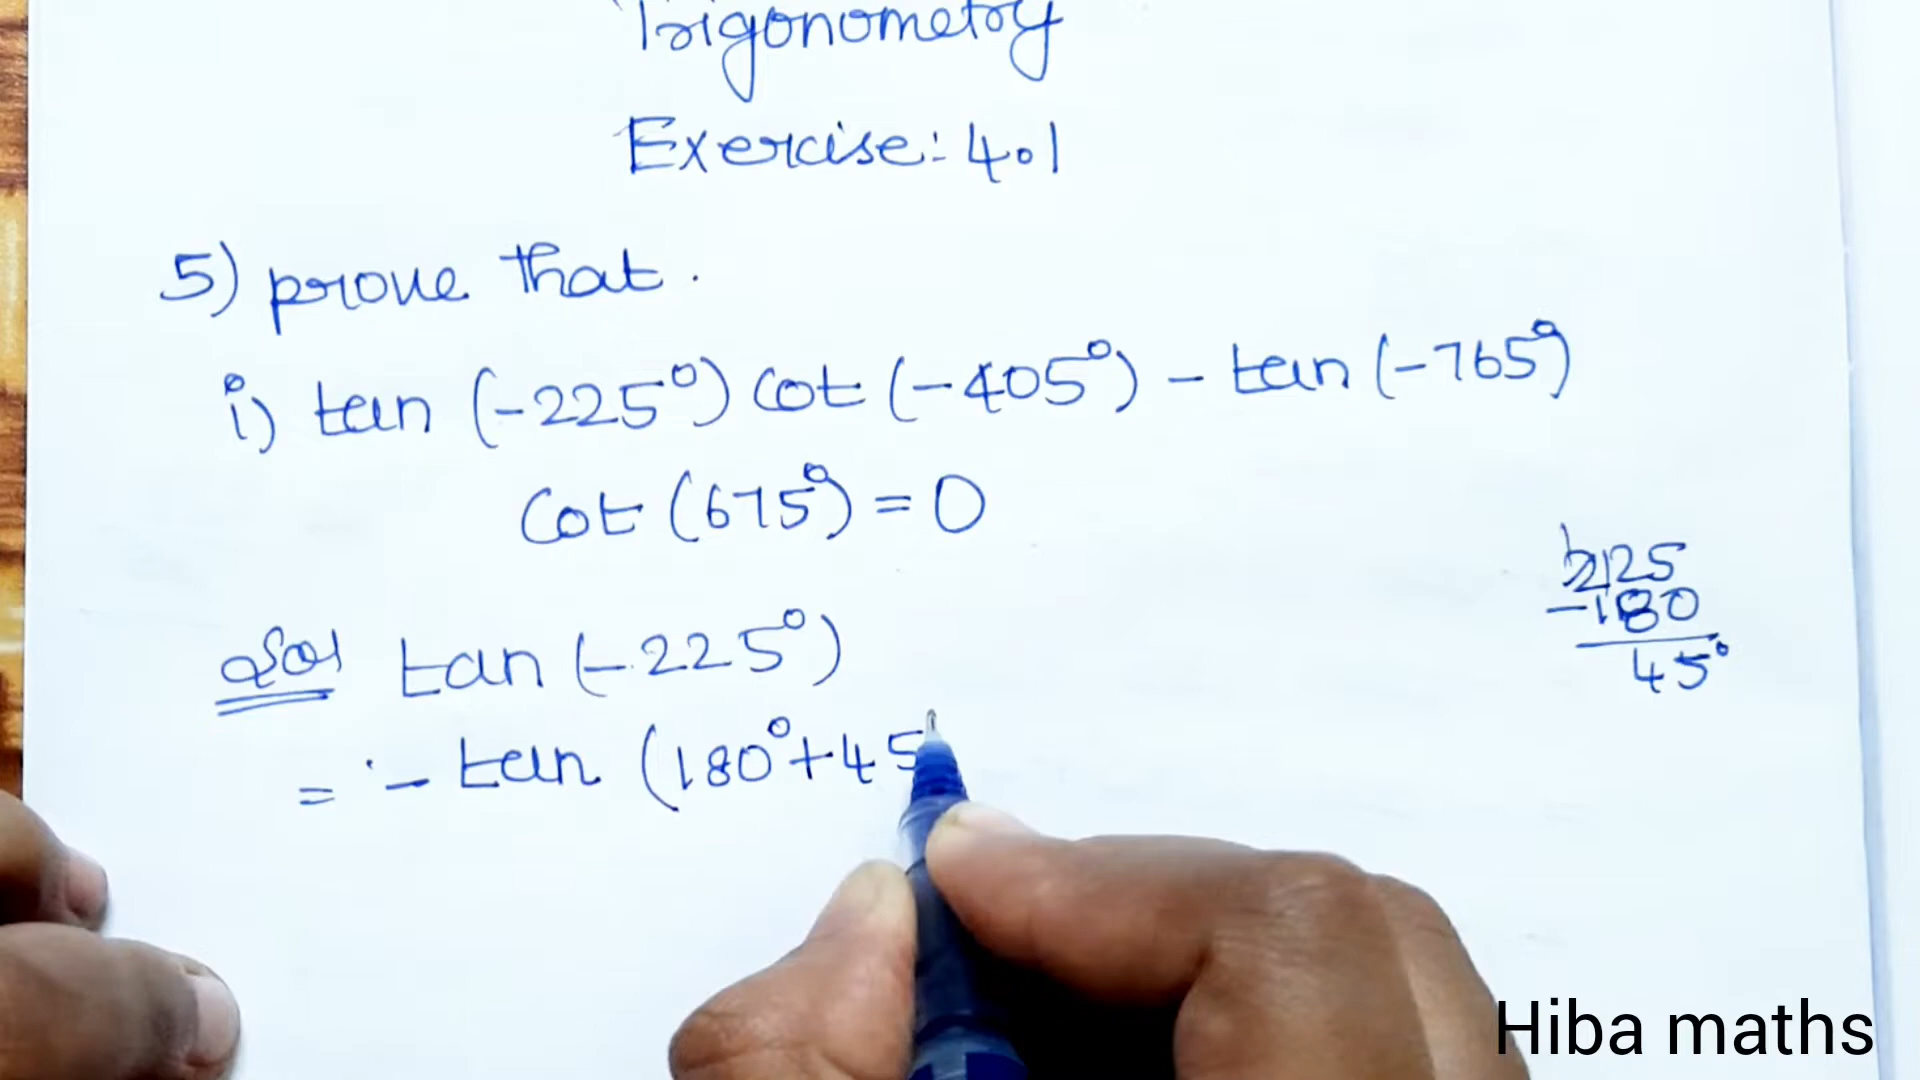 Trigonometry
Exercise: 4.1
5) prove that.
i) tan (-225°) cot (-405°) - tan (-765°)
cot (675°) = 0
225
-180
45°
Sol tan (-225°)
= - tan (180°+45
Hiba maths